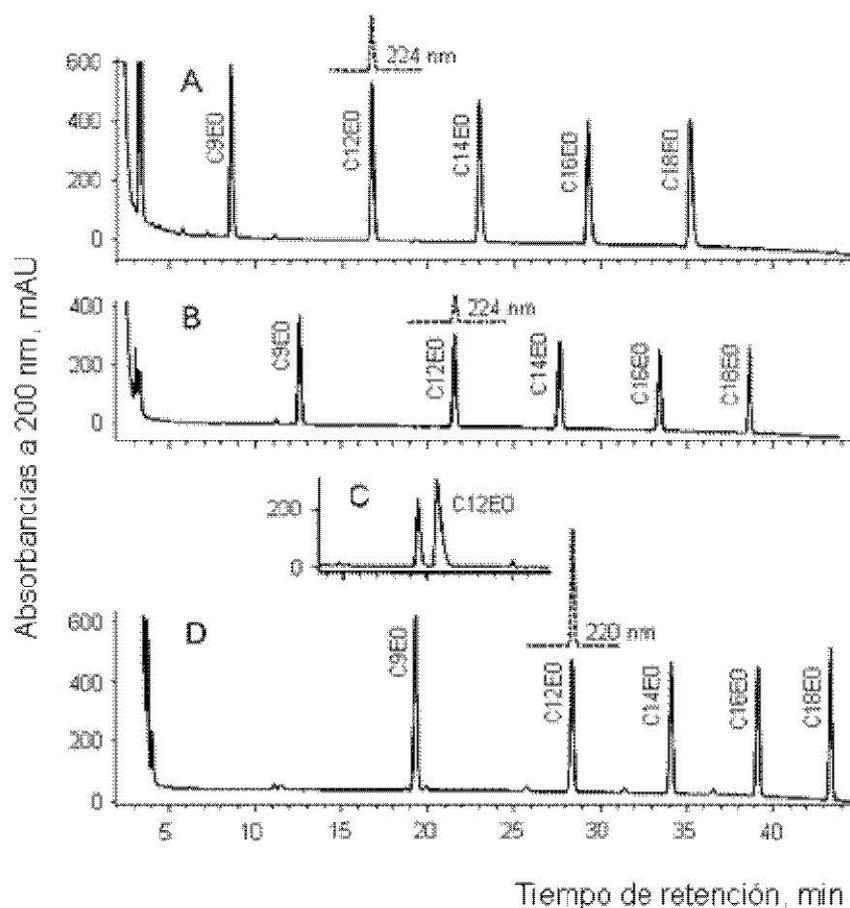 224 nm
600
A
C9E0
C12E0
C14E0
C16E0
C18E0
400
200
0
400
B
224 nm
C9E0
C12E0
C14E0
C16E0
C18E0
200
0
Absorbancias a 200 nm, mAU
C
C12E0
200
0
600
D
C9E0
220 nm
C12E0
C14E0
C16E0
C18E0
400
200
0
5 10 15 20 25 30 35 40
Tiempo de retención, min